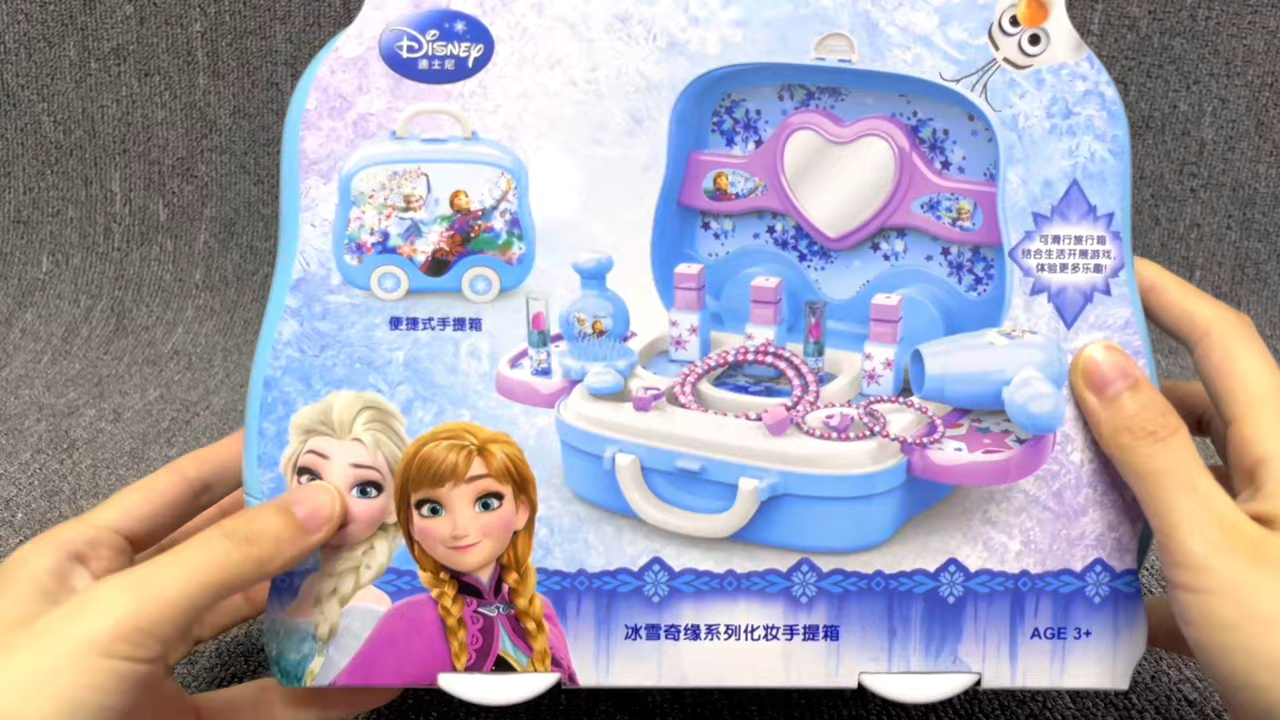 Disney
迪士尼
可滑行旅行箱
结合生活开展游戏,
体验更多乐趣!
便捷式手提箱
冰雪奇缘系列化妆手提箱
AGE 3+